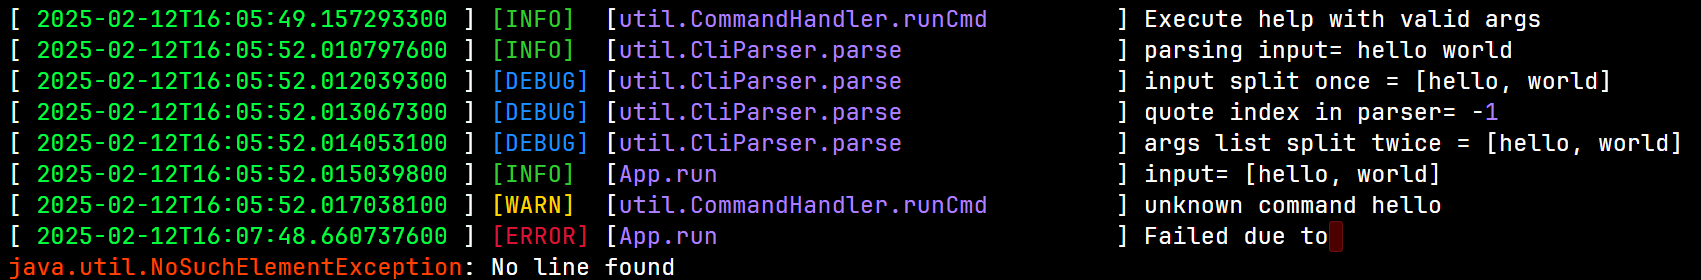 [ 2025-02-12T16:05:49.157293300 ] [INFO]  [util.CommandHandler.runCmd         ] Execute help with valid args
[ 2025-02-12T16:05:52.010797600 ] [INFO]  [util.CliParser.parse               ] parsing input= hello world
[ 2025-02-12T16:05:52.012039300 ] [DEBUG] [util.CliParser.parse               ] input split once = [hello, world]
[ 2025-02-12T16:05:52.013067300 ] [DEBUG] [util.CliParser.parse               ] quote index in parser= -1
[ 2025-02-12T16:05:52.014053100 ] [DEBUG] [util.CliParser.parse               ] args list split twice = [hello, world]
[ 2025-02-12T16:05:52.015039800 ] [INFO]  [App.run                            ] input= [hello, world]
[ 2025-02-12T16:05:52.017038100 ] [WARN]  [util.CommandHandler.runCmd         ] unknown command hello
[ 2025-02-12T16:07:48.660737600 ] [ERROR] [App.run                            ] Failed due to
java.util.NoSuchElementException: No line found